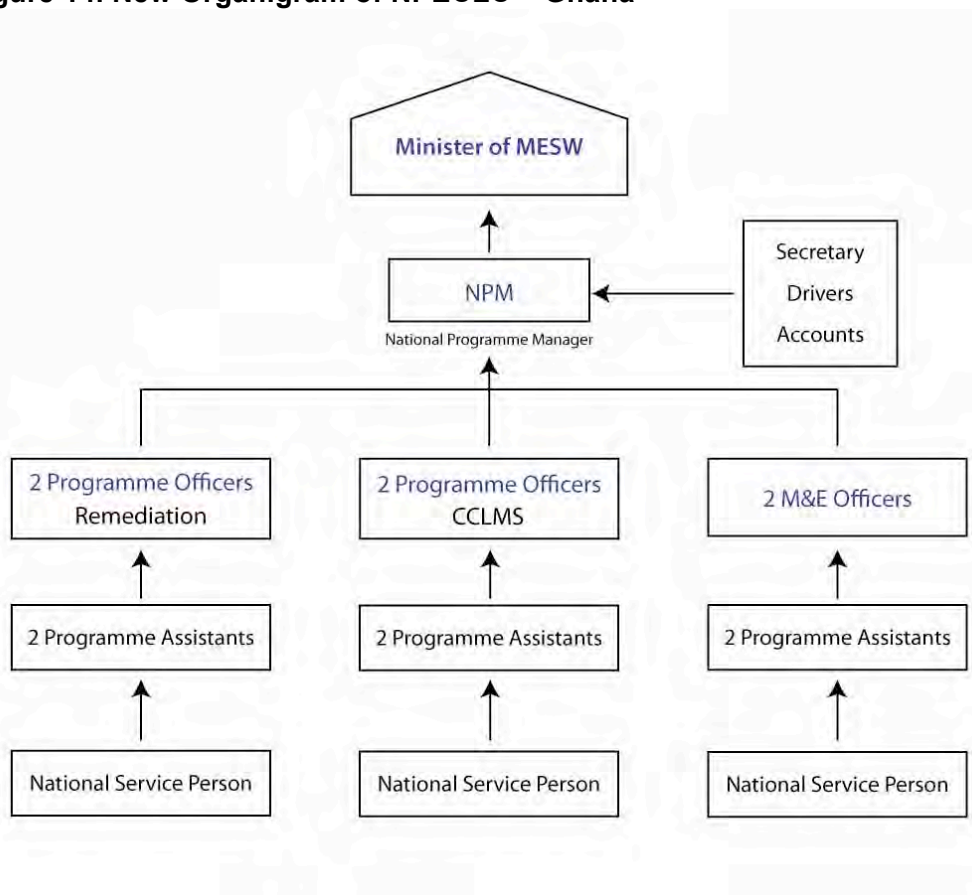 Minister of MESW
NPM
National Programme Manager
Secretary
Drivers
Accounts
2 Programme Officers
Remediation
2 Programme Officers
CCLMS
2 M&E Officers
2 Programme Assistants
2 Programme Assistants
2 Programme Assistants
National Service Person
National Service Person
National Service Person